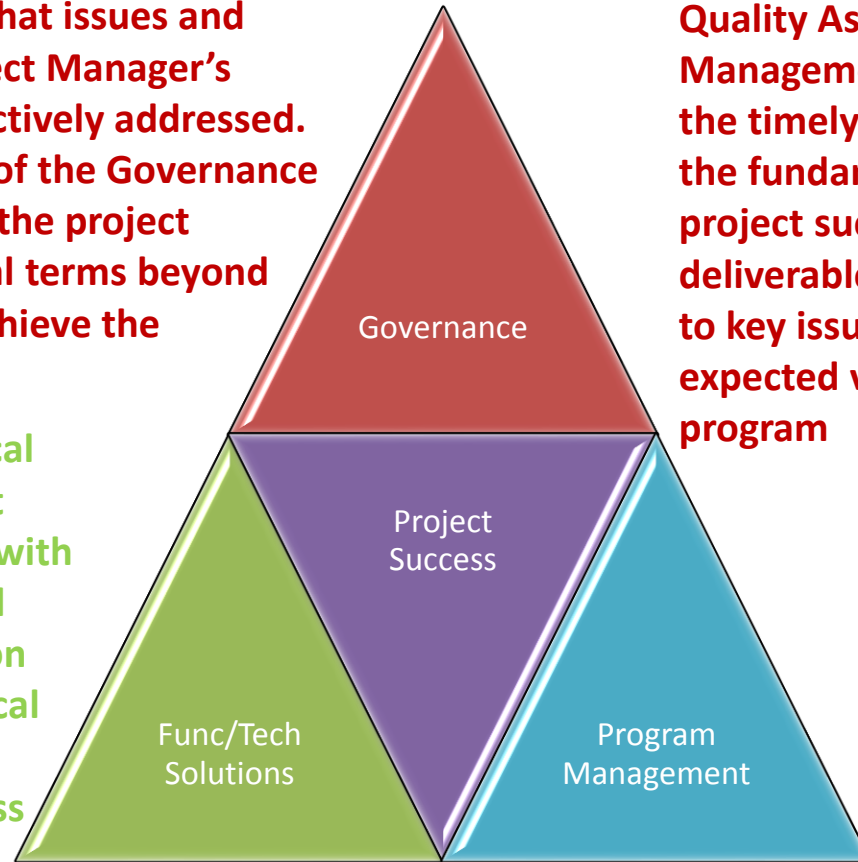 hat issues and
ect Manager's
ctively addressed.
of the Governance
the project
l terms beyond
chieve the
Quality As
Managem
the timely
the fundar
project suc
deliverable
to key issu
expected v
program
Governance
cal
t
with
l
on
cal
ss
Project
Success
Func/Tech
Solutions
Program
Management